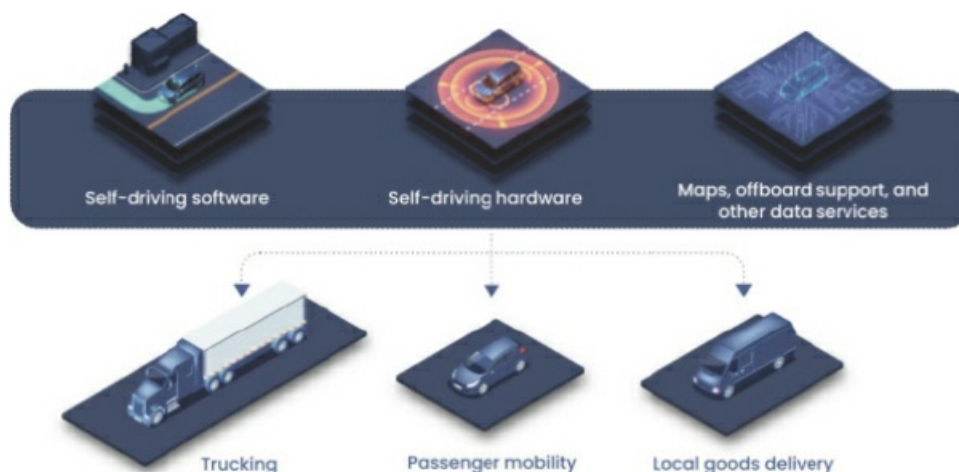 Self-driving software
Self-driving hardware
Maps, offboard support, and
other data services
Trucking
Passenger mobility
Local goods delivery